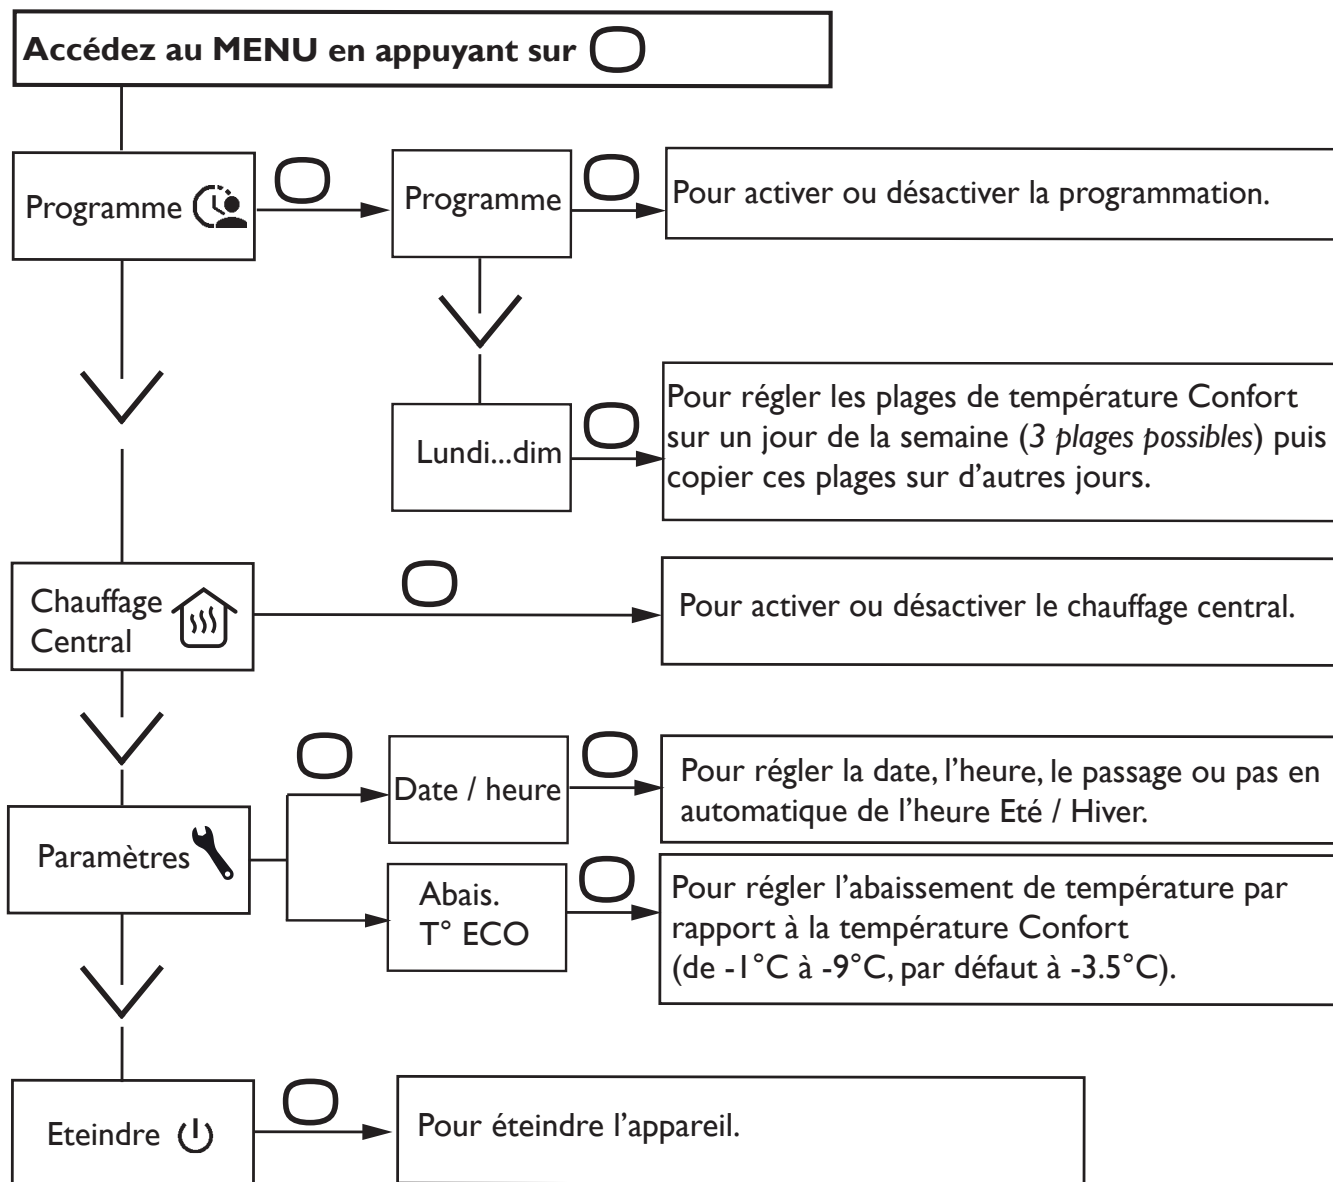 Accédez au MENU en appuyant sur
Programme
Programme
Pour activer ou désactiver la programmation.
Lundi...dim
Pour régler les plages de température Confort
sur un jour de la semaine (3 plages possibles) puis
copier ces plages sur d'autres jours.
Chauffage
Central
Pour activer ou désactiver le chauffage central.
Paramètres
Date / heure
Pour régler la date, l'heure, le passage ou pas en
automatique de l'heure Eté / Hiver.
Abais.
T° ECO
Pour régler l'abaissement de température par
rapport à la température Confort
(de -1°C à -9°C, par défaut à -3.5°C).
Eteindre
Pour éteindre l'appareil.